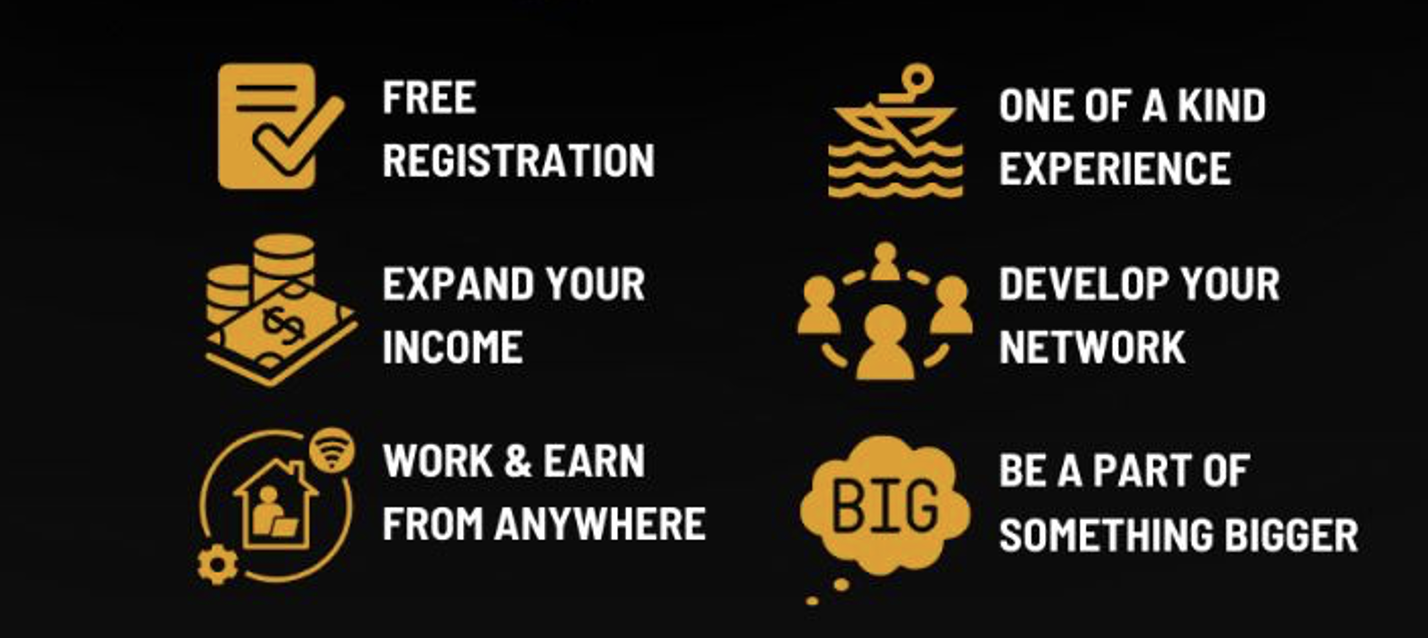 FREE
REGISTRATION
ONE OF A KIND
EXPERIENCE
EXPAND YOUR
INCOME
DEVELOP YOUR
NETWORK
WORK & EARN
FROM ANYWHERE
BIG
BE A PART OF
SOMETHING BIGGER
$